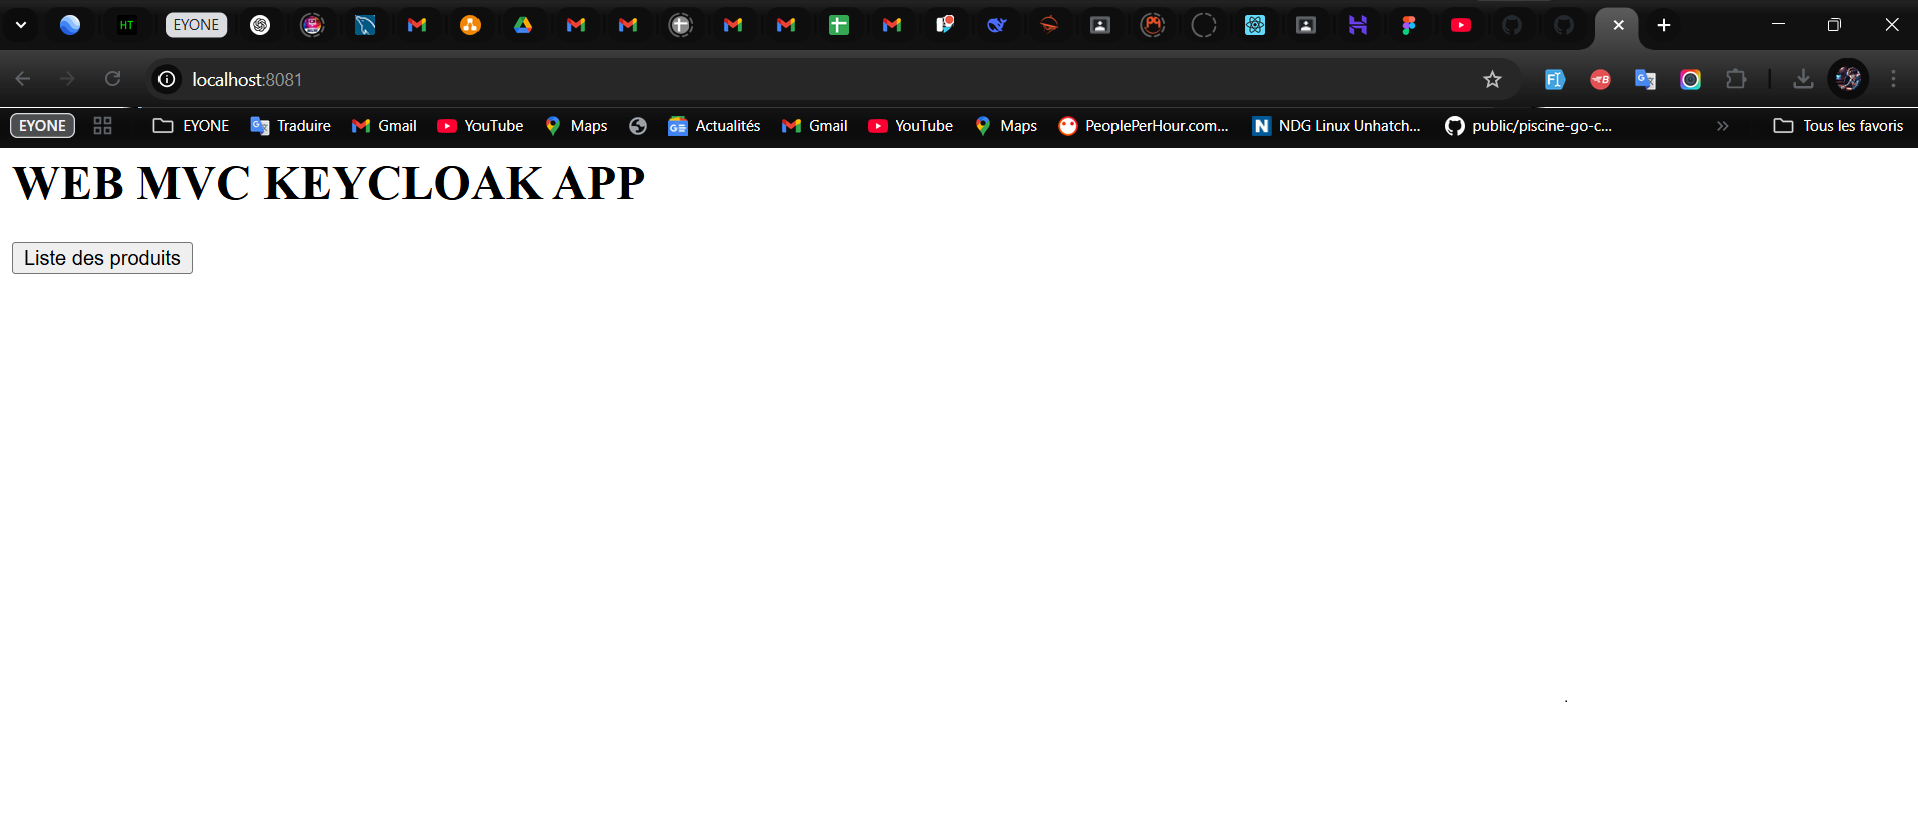 HT
EYONE
localhost:8081
EYONE
EYONE
Traduire
Gmail
YouTube
Maps
Actualités
Gmail
YouTube
Maps
PeoplePerHour.com...
NDG Linux Unhatch...
public/piscine-go-c...
Tous les favoris
WEB MVC KEYCLOAK APP
Liste des produits